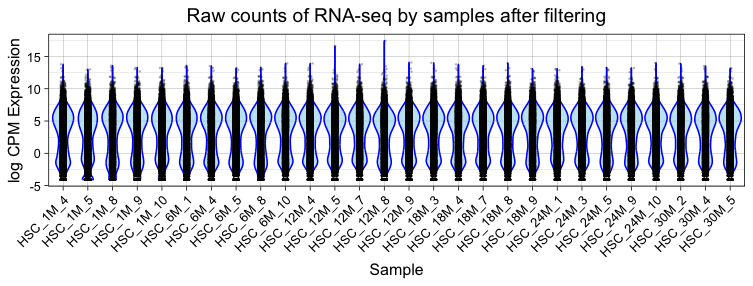 Raw counts of RNA-seq by samples after filtering
log CPM Expression
15
10
5
0
-5
HSC_1M_4
HSC_1M_5
HSC_1M_8
HSC_1M_9
HSC_1M_10
HSC_6M_1
HSC_6M_4
HSC_6M_5
HSC_6M_8
HSC_6M_10
HSC_12M_4
HSC_12M_5
HSC_12M_7
HSC_12M_8
HSC_12M_9
HSC_18M_3
HSC_18M_4
HSC_18M_7
HSC_18M_8
HSC_18M_9
HSC_24M_1
HSC_24M_3
HSC_24M_5
HSC_24M_9
HSC_24M_10
HSC_30M_2
HSC_30M_4
HSC_30M_5
Sample